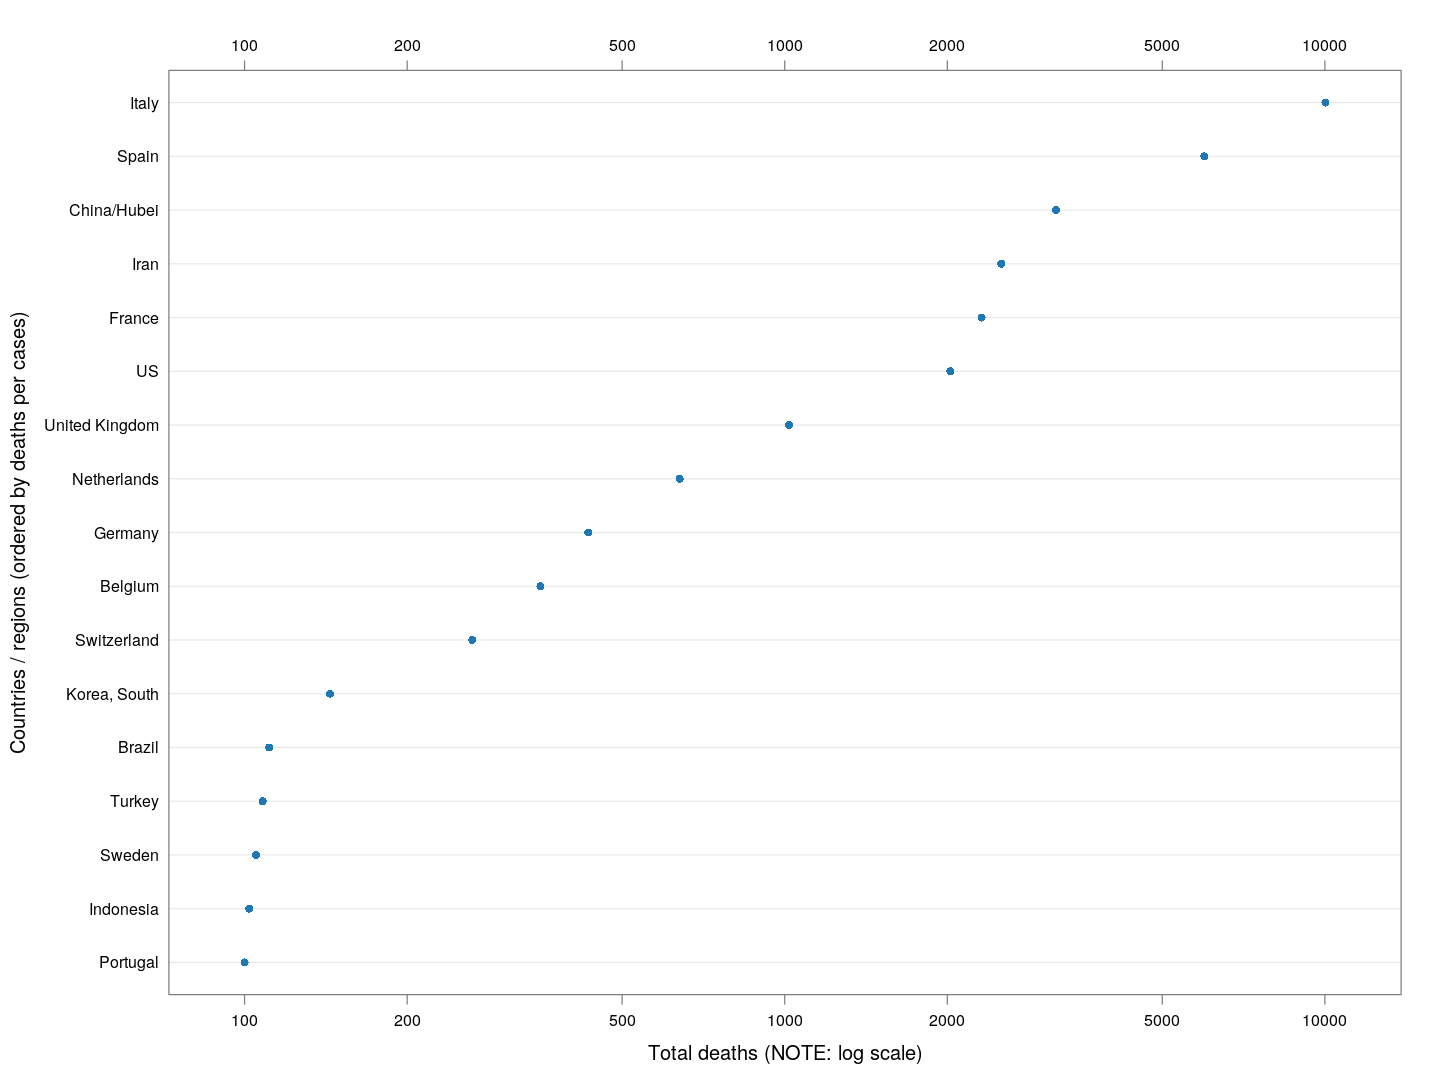 100 200 500 1000 2000 5000 10000
Italy
Spain
China/Hubei
Iran
France
US
United Kingdom
Netherlands
Germany
Belgium
Switzerland
Korea, South
Brazil
Turkey
Sweden
Indonesia
Portugal
Countries / regions (ordered by deaths per cases)
100 200 500 1000 2000 5000 10000
Total deaths (NOTE: log scale)